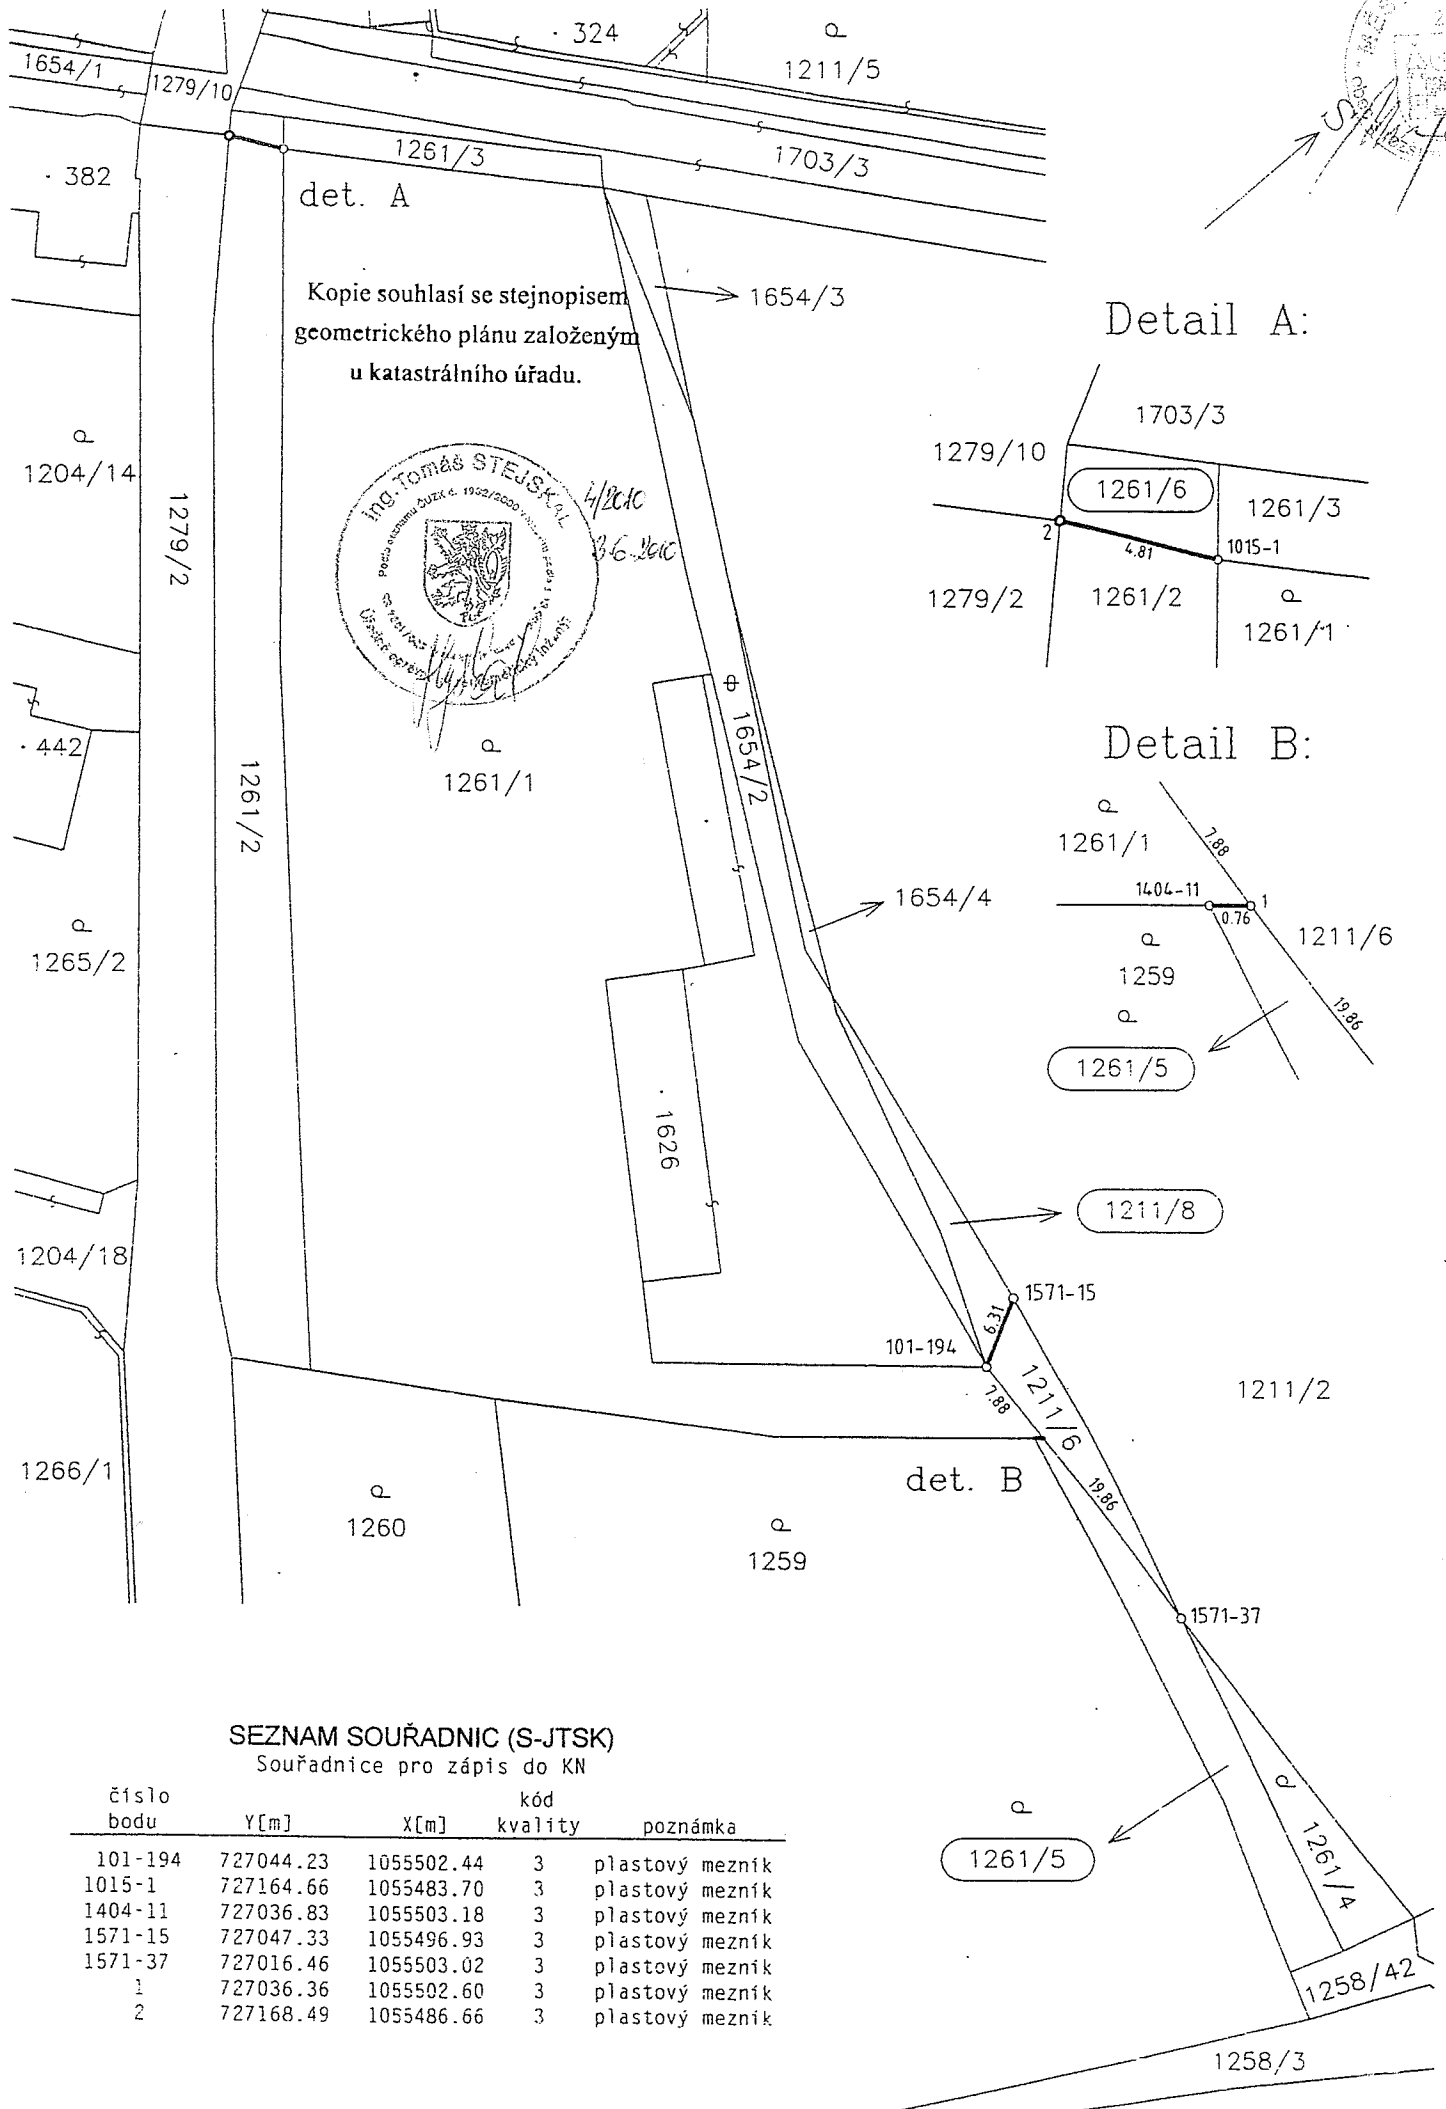 · 324
1211/5
1654/1
1279/10
1261/3
1703/3
S
· 382
det. A
Kopie souhlasí se stejnopisem
geometrického plánu založeným
u katastrálního úřadu.
1654/3
Detail A:
1703/3
1279/10
1261/6
1261/3
2
4.81
1015-1
1279/2
1261/2
1261/1
1204/14
1279/2
Ing. Tomáš STEJSKAL
4/2010
3.6.2010
1654/2
· 442
1261/2
1261/1
Detail B:
1261/1
7.88
1404-11
1
0.76
1211/6
1259
19.86
1261/5
1265/2
1654/4
· 1626
1211/8
1204/18
1571-15
6.31
101-194
7.88
1211/6
1211/2
det. B
19.86
1266/1
1260
1259
1571-37
SEZNAM SOUŘADNIC (S-JTSK)
Souřadnice pro zápis do KN
číslo kód
bodu Y[m] X[m] kvality poznámka
101-194 727044.23 1055502.44 3 plastový mezník
1015-1 727164.66 1055483.70 3 plastový mezník
1404-11 727036.83 1055503.18 3 plastový mezník
1571-15 727047.33 1055496.93 3 plastový mezník
1571-37 727016.46 1055503.02 3 plastový mezník
1 727036.36 1055502.60 3 plastový mezník
2 727168.49 1055486.66 3 plastový mezník
1261/5
1261/4
1258/42
1258/3